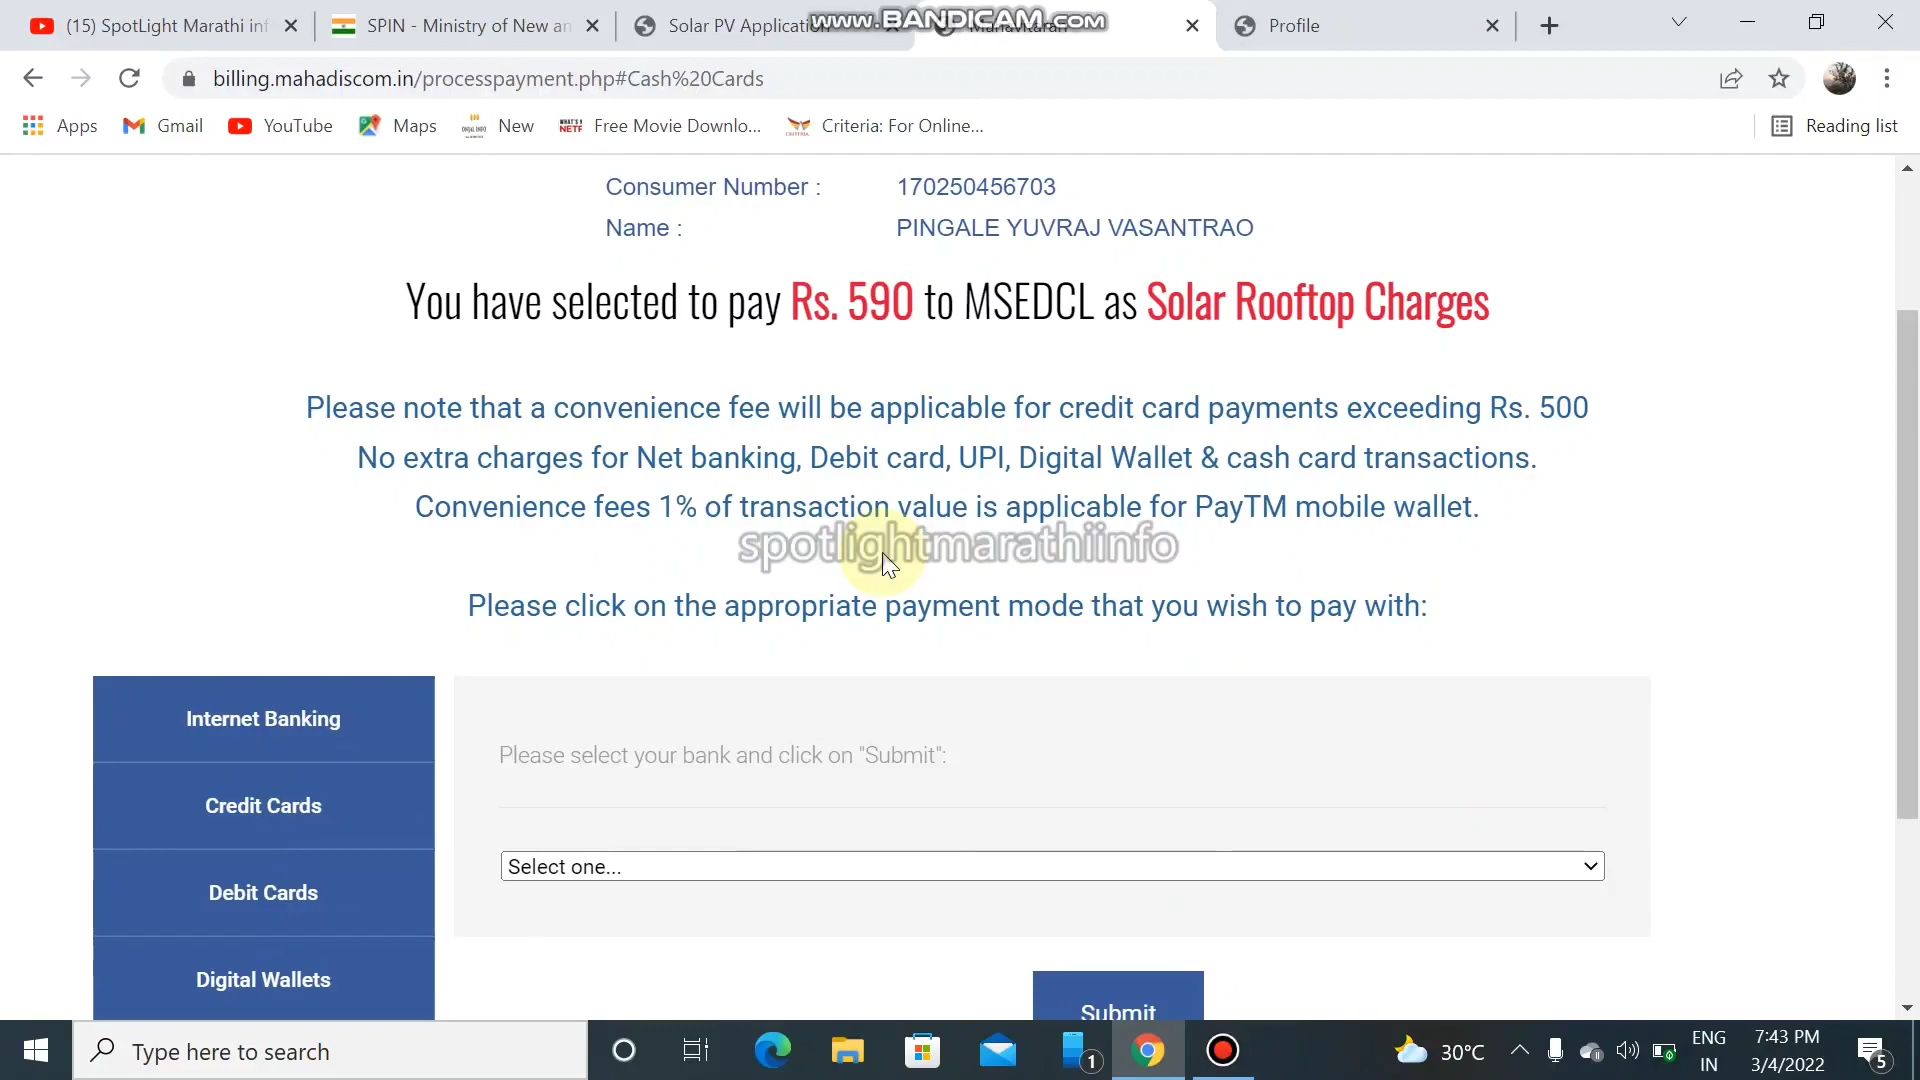 (15) SpotLight Marathi inf
SPIN - Ministry of New an
Solar PV Application
www.BANDICAM.com
Mahavitaran
Profile
billing.mahadiscom.in/processpayment.php#Cash%20Cards
Apps
Gmail
YouTube
Maps
New
Free Movie Downlo...
Criteria: For Online...
Reading list
Consumer Number : 170250456703
Name : PINGALE YUVRAJ VASANTRAO
You have selected to pay Rs. 590 to MSEDCL as Solar Rooftop Charges
Please note that a convenience fee will be applicable for credit card payments exceeding Rs. 500
No extra charges for Net banking, Debit card, UPI, Digital Wallet & cash card transactions.
Convenience fees 1% of transaction value is applicable for PayTM mobile wallet.
spotlightmarathiinfo
Please click on the appropriate payment mode that you wish to pay with:
Internet Banking
Credit Cards
Debit Cards
Digital Wallets
Please select your bank and click on "Submit":
Select one...
Submit
Type here to search
1
30°C
ENG
IN
7:43 PM
3/4/2022
5